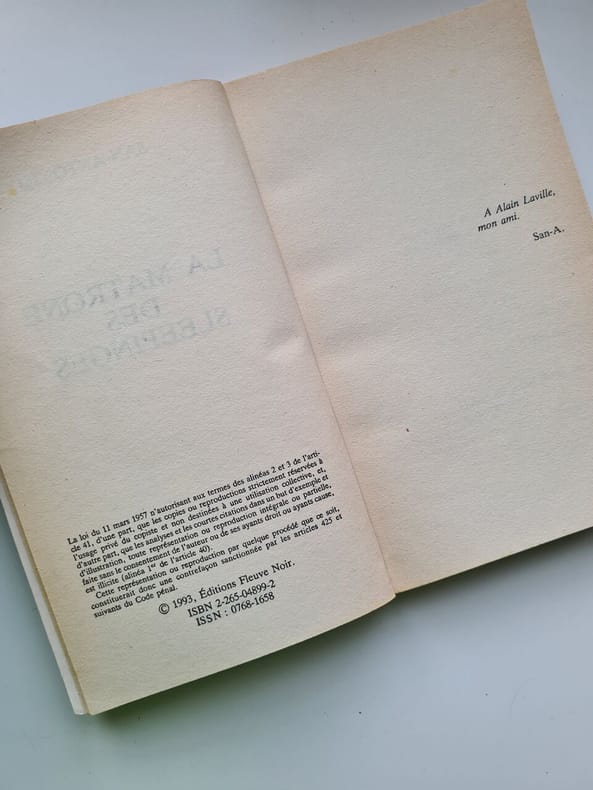 La loi du 11 mars 1957 n'autorisant aux termes des alinéas 2 et 3 de l'arti-
cle 41, d'une part, que les copies ou reproductions strictement réservées à
l'usage privé du copiste et non destinées à une utilisation collective, et,
d'autre part, que les analyses et les courtes citations dans un but d'exemple et
d'illustration, toute représentation ou reproduction intégrale ou partielle,
faite sans le consentement de l'auteur ou de ses ayants droit ou ayants cause,
est illicite (alinéa 1er de l'article 40).
Cette représentation ou reproduction par quelque procédé que ce soit,
constituerait donc une contrefaçon sanctionnée par les articles 425 et
suivants du Code pénal.
© 1993, Éditions Fleuve Noir.
ISBN 2-265-04899-2
ISSN : 0768-1658
A Alain Laville,
mon ami.
San-A.
LA MATRONE
DES
SLEEPINGES